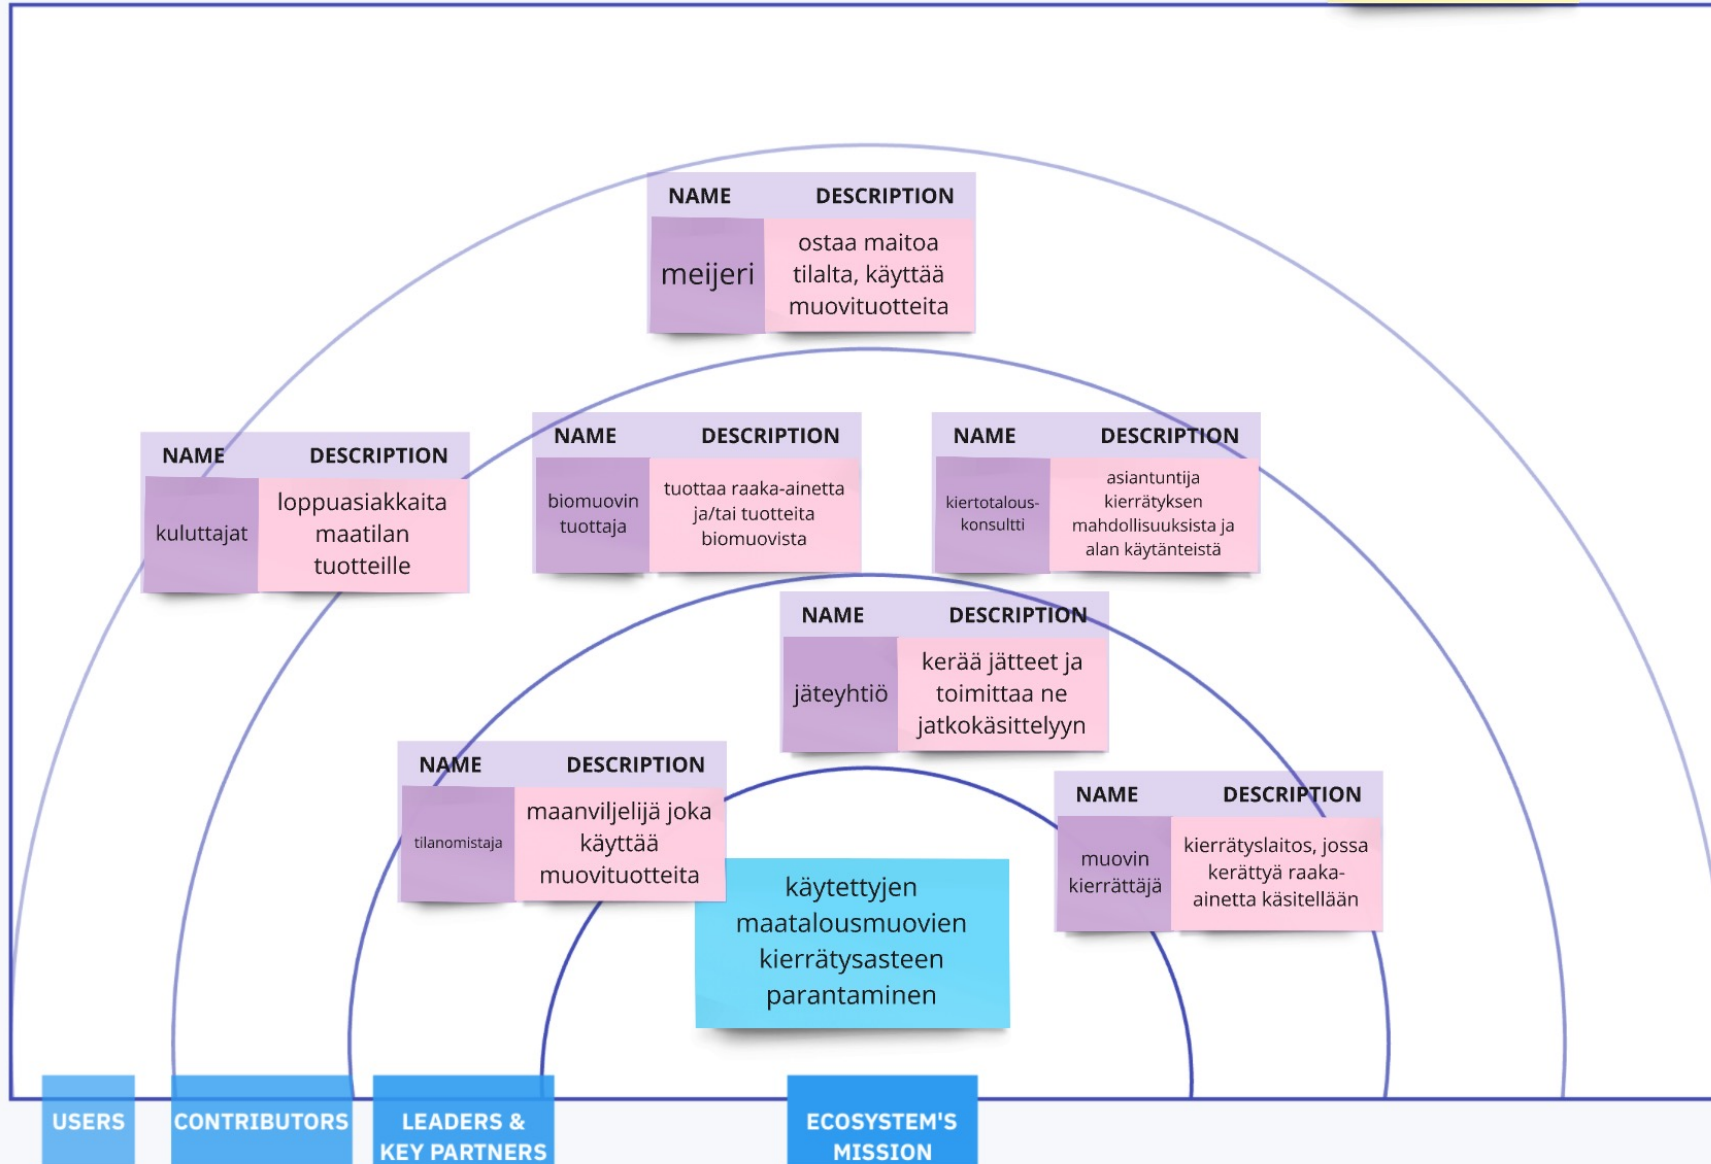 NAME DESCRIPTION
meijeri
ostaa maitoa
tilalta, käyttää
muovituotteita
NAME DESCRIPTION
kuluttajat
loppuasiakkaita
maatilan
tuotteille
NAME DESCRIPTION
biomuovin
tuottaja
tuottaa raaka-ainetta
ja/tai tuotteita
biomuovista
NAME DESCRIPTION
kiertotalous-
konsultti
asiantuntija
kierrätyksen
mahdollisuuksista ja
alan käytänteistä
NAME DESCRIPTION
jäteyhtiö
kerää jätteet ja
toimittaa ne
jatkokäsittelyyn
NAME DESCRIPTION
tilanomistaja
maanviljelijä joka
käyttää
muovituotteita
NAME DESCRIPTION
muovin
kierrättäjä
kierrätyslaitos, jossa
kerättyä raaka-
ainetta käsitellään
käytettyjen
maatalousmuovien
kierrätysasteen
parantaminen
USERS
CONTRIBUTORS
LEADERS &
KEY PARTNERS
ECOSYSTEM'S
MISSION